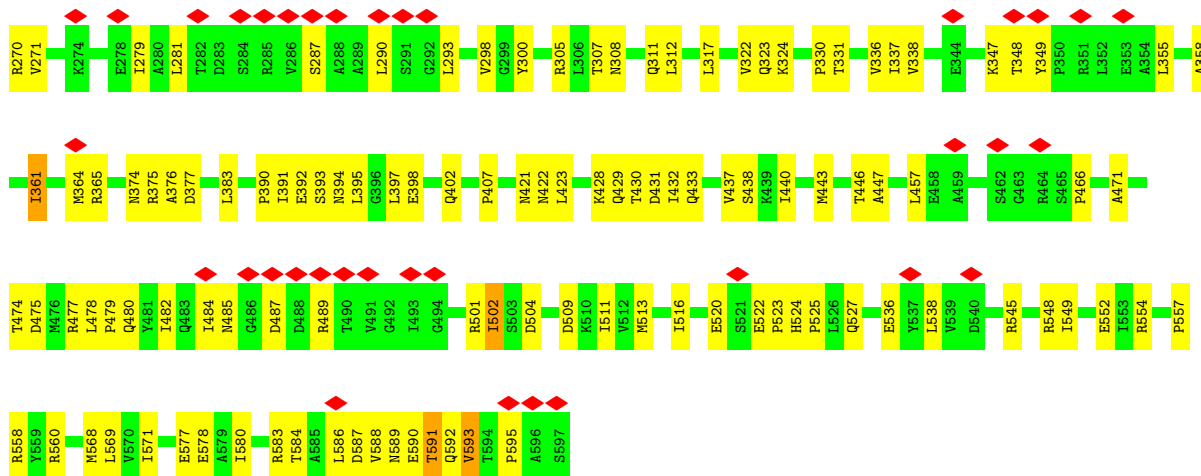 R270 V271 K274 E278 I279 A280 L281 T282 D283 S284 R285 V286 S287 A288 A289 L290 S291 G292 L293 V298 G299 Y300 R305 L306 T307 N308 Q311 L312 L317 V322 Q323 K324 P330 T331 V336 I337 V338 E344 K347 T348 Y349 P350 R351 L352 E353 A354 L355 A358
I361 M364 R365 N374 R375 A376 D377 L383 P390 I391 E392 S393 N394 L395 G396 L397 E398 Q402 P407 N421 N422 L423 K428 Q429 T430 D431 I432 Q433 V437 S438 K439 I440 M443 T446 A447 L457 E458 A459 S462 G463 R464 S465 P466 A471
T474 D475 M476 R477 L478 P479 Q480 Y481 I482 Q483 I484 N485 G486 D487 D488 R489 T490 V491 G492 I493 G494 R501 I502 S503 D504 D509 K510 I511 V512 M513 I516 E520 S521 E522 P523 H524 P525 L526 Q527 E536 Y537 L538 V539 D540 R545 R548 I549 E552 I553 R554 P557
R558 Y559 R560 M568 L569 V570 I571 E577 E578 A579 I580 R583 T584 A585 L586 D587 V588 N589 E590 T591 Q592 V593 T594 P595 A596 S597